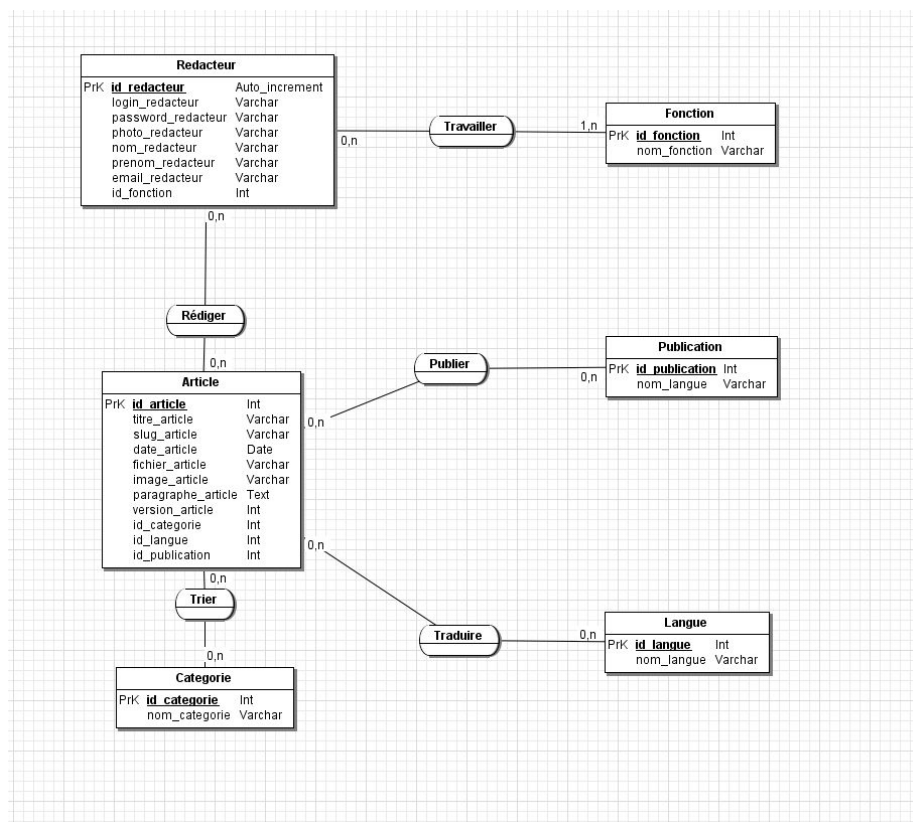 Redacteur
PrK id_redacteur Auto_increment
login_redacteur Varchar
password_redacteur Varchar
photo_redacteur Varchar
nom_redacteur Varchar
prenom_redacteur Varchar
email_redacteur Varchar
id_fonction Int
0,n
Travailler
1,n
Fonction
PrK id_fonction Int
nom_fonction Varchar
0,n
Rédiger
0,n
Article
PrK id_article Int
titre_article Varchar
slug_article Varchar
date_article Date
fichier_article Varchar
image_article Varchar
paragraphe_article Text
version_article Int
id_categorie Int
id_langue Int
id_publication Int
0,n
Publier
0,n
Publication
PrK id_publication Int
nom_langue Varchar
0,n
Traduire
0,n
Langue
PrK id_langue Int
nom_langue Varchar
0,n
Trier
0,n
Categorie
PrK id_categorie Int
nom_categorie Varchar